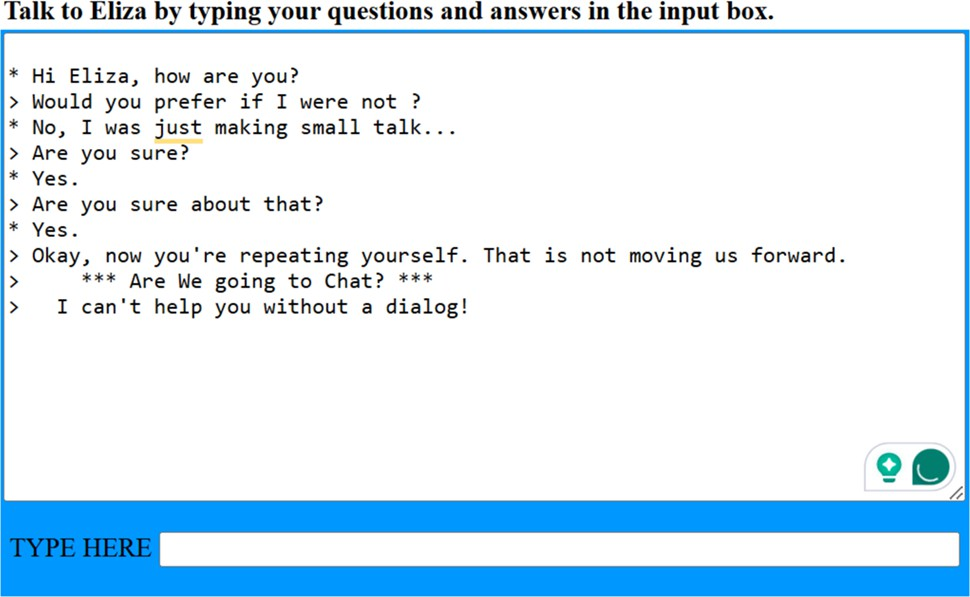 Talk to Eliza by typing your questions and answers in the input box.
* Hi Eliza, how are you?
> Would you prefer if I were not ?
* No, I was just making small talk...
> Are you sure?
* Yes.
> Are you sure about that?
* Yes.
> Okay, now you're repeating yourself. That is not moving us forward.
>     *** Are We going to Chat? ***
>   I can't help you without a dialog!
TYPE HERE